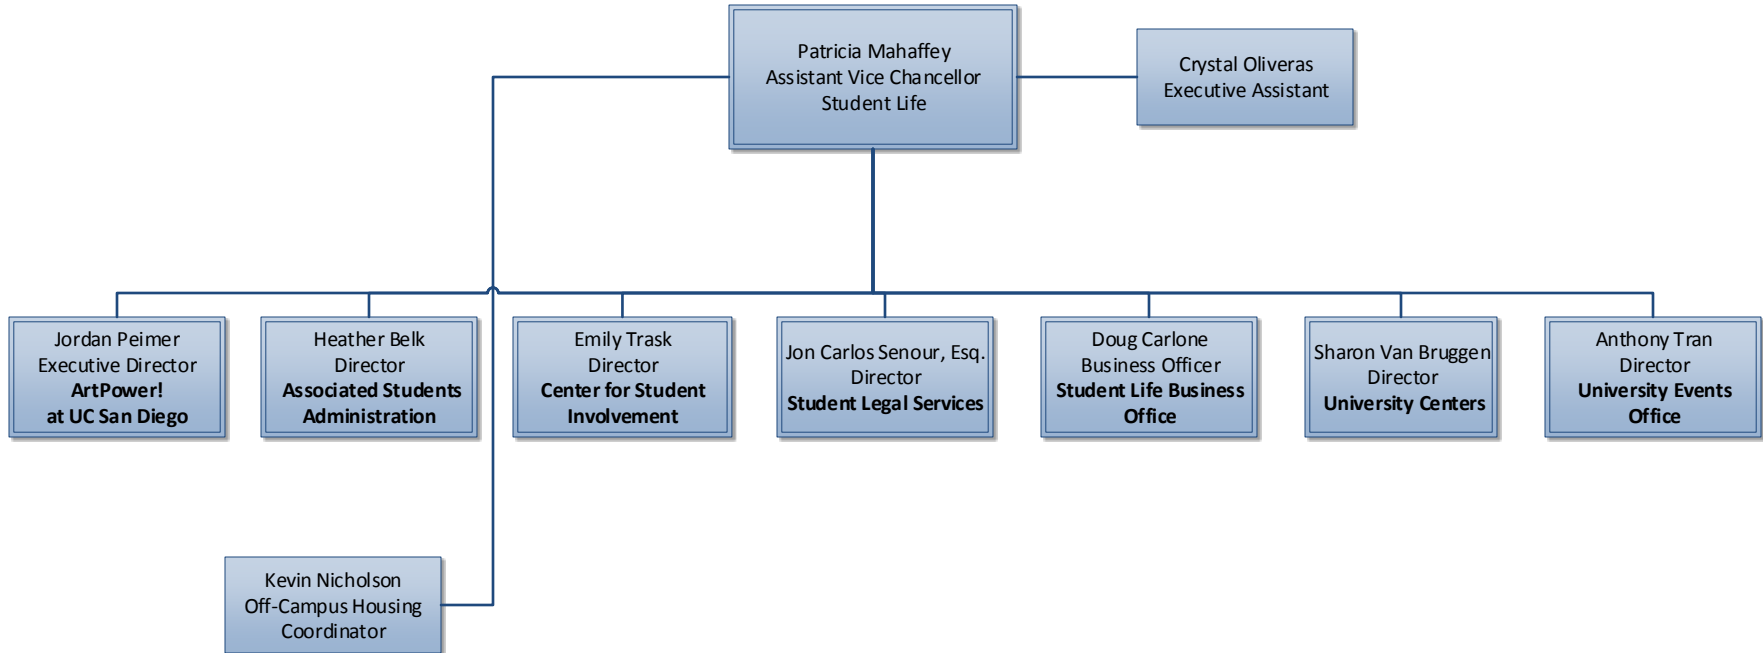 Patricia Mahaffey
Assistant Vice Chancellor
Student Life
Crystal Oliveras
Executive Assistant
Jordan Peimer
Executive Director
ArtPower!
at UC San Diego
Heather Belk
Director
Associated Students
Administration
Emily Trask
Director
Center for Student
Involvement
Jon Carlos Senour, Esq.
Director
Student Legal Services
Doug Carlone
Business Officer
Student Life Business
Office
Sharon Van Bruggen
Director
University Centers
Anthony Tran
Director
University Events
Office
Kevin Nicholson
Off-Campus Housing
Coordinator